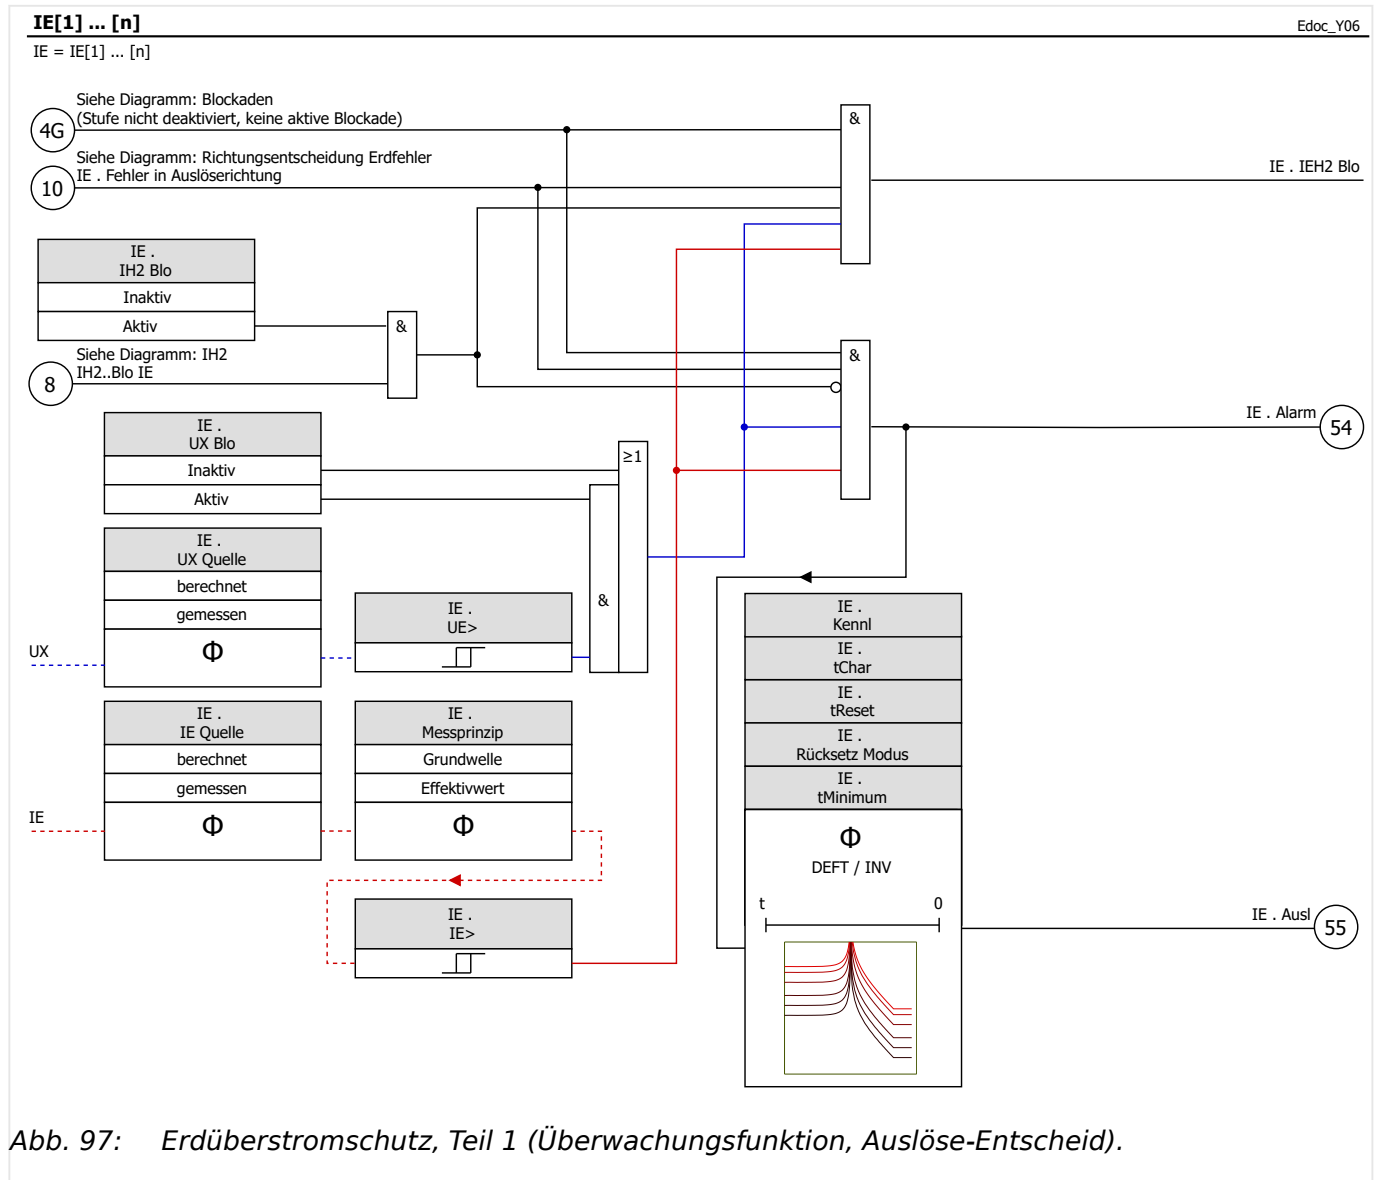 IE[1] ... [n]
Edoc_Y06
IE = IE[1] ... [n]
Siehe Diagramm: Blockaden
4G
(Stufe nicht deaktiviert, keine aktive Blockade)
&
Siehe Diagramm: Richtungsentscheidung Erdfehler
10
IE . Fehler in Auslöserichtung
IE . IEH2 Blo
IE .
IH2 Blo
Inaktiv
Aktiv
&
Siehe Diagramm: IH2
8
IH2..Blo IE
&
IE . Alarm
54
IE .
UX Blo
Inaktiv
Aktiv
≥1
&
IE .
UX Quelle
berechnet
gemessen
Φ
UX
IE .
UE>
IE .
IE Quelle
berechnet
gemessen
Φ
IE
IE .
Messprinzip
Grundwelle
Effektivwert
Φ
IE .
IE>
IE .
Kennl
IE .
tChar
IE .
tReset
IE .
Rücksetz Modus
IE .
tMinimum
Φ
DEFT / INV
t
0
IE . Ausl
55
Abb. 97: Erdüberstromschutz, Teil 1 (Überwachungsfunktion, Auslöse-Entscheid).